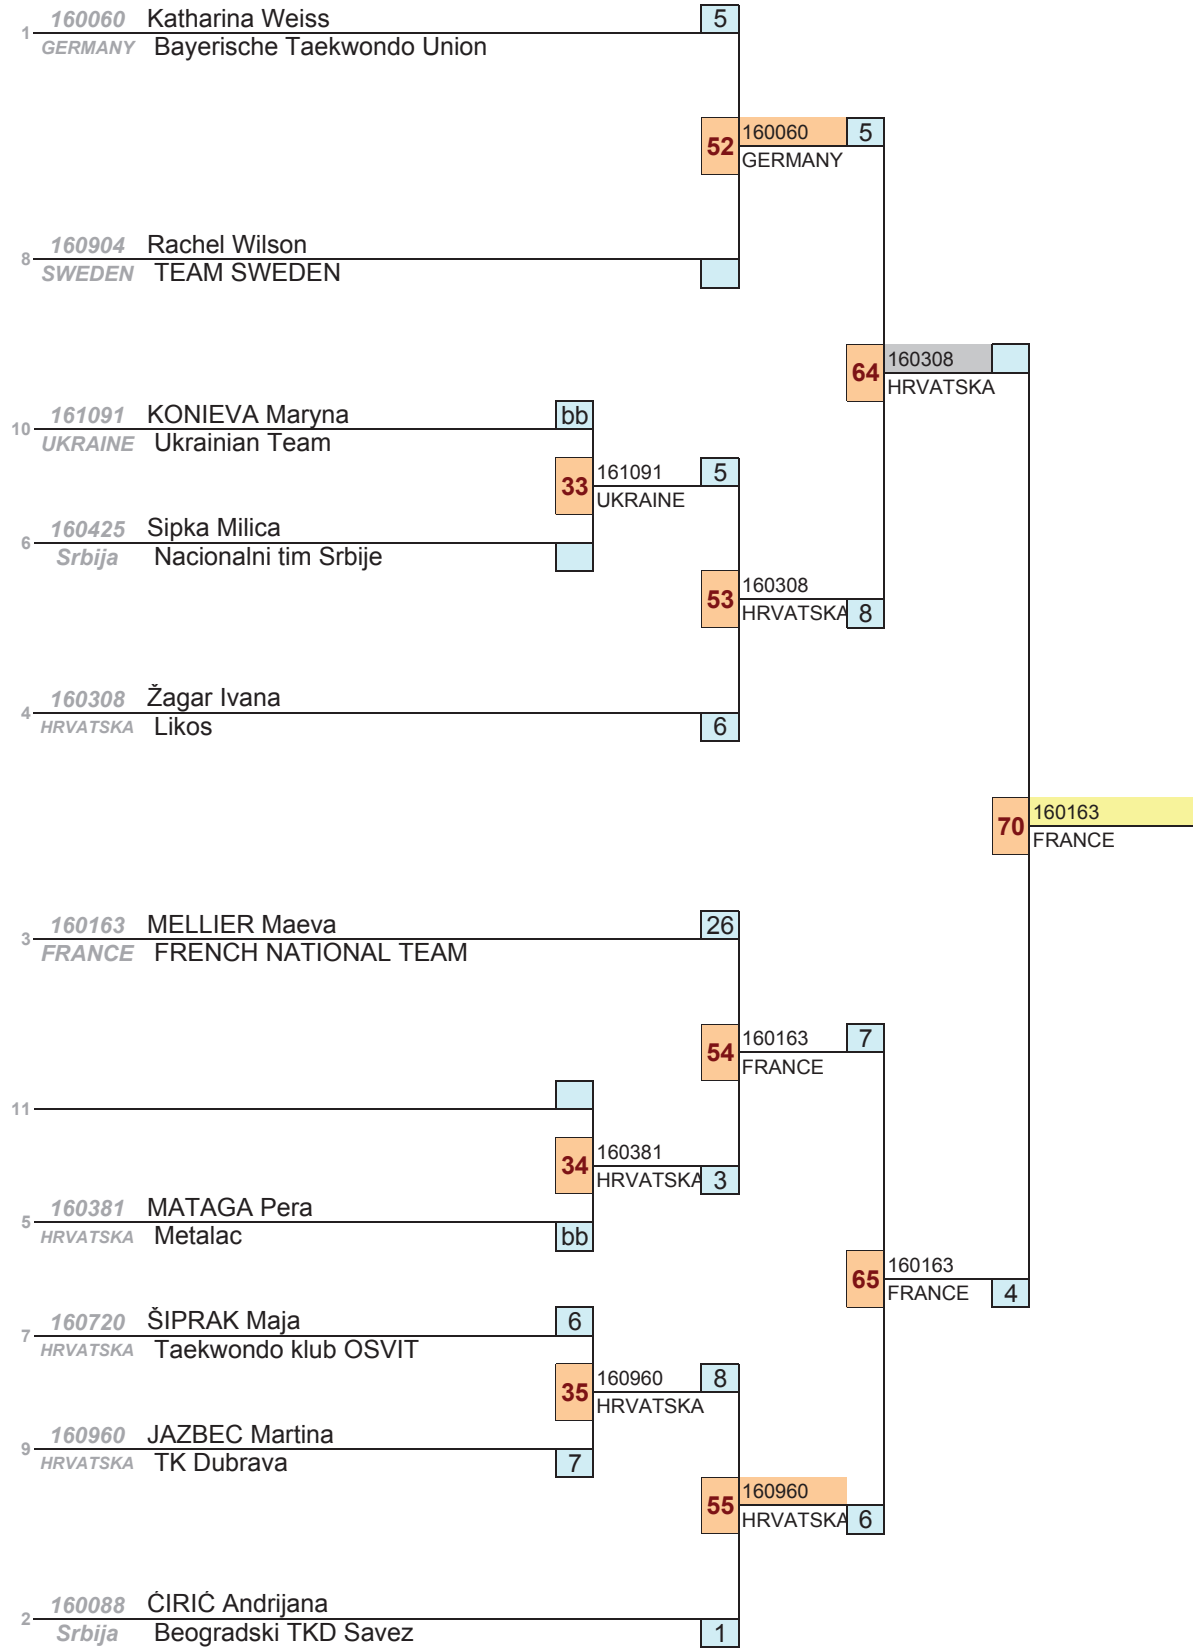 160060 Katharina Weiss 5
1 GERMANY Bayerische Taekwondo Union
52 160060 5
GERMANY
160904 Rachel Wilson
8 SWEDEN TEAM SWEDEN
64 160308
HRVATSKA
161091 KONIEVA Maryna bb
10 UKRAINE Ukrainian Team
33 161091 5
UKRAINE
160425 Sipka Milica
6 Srbija Nacionalni tim Srbije
53 160308
HRVATSKA 8
160308 Žagar Ivana
4 HRVATSKA Likos 6
70 160163
FRANCE
160163 MELLIER Maeva 26
3 FRANCE FRENCH NATIONAL TEAM
54 160163 7
FRANCE
11
34 160381
HRVATSKA 3
160381 MATAGA Pera
5 HRVATSKA Metalac bb
65 160163
FRANCE 4
160720 ŠIPRAK Maja 6
7 HRVATSKA Taekwondo klub OSVIT
35 160960 8
HRVATSKA
160960 JAZBEC Martina
9 HRVATSKA TK Dubrava 7
55 160960
HRVATSKA 6
160088 ĆIRIĆ Andrijana
2 Srbija Beogradski TKD Savez 1